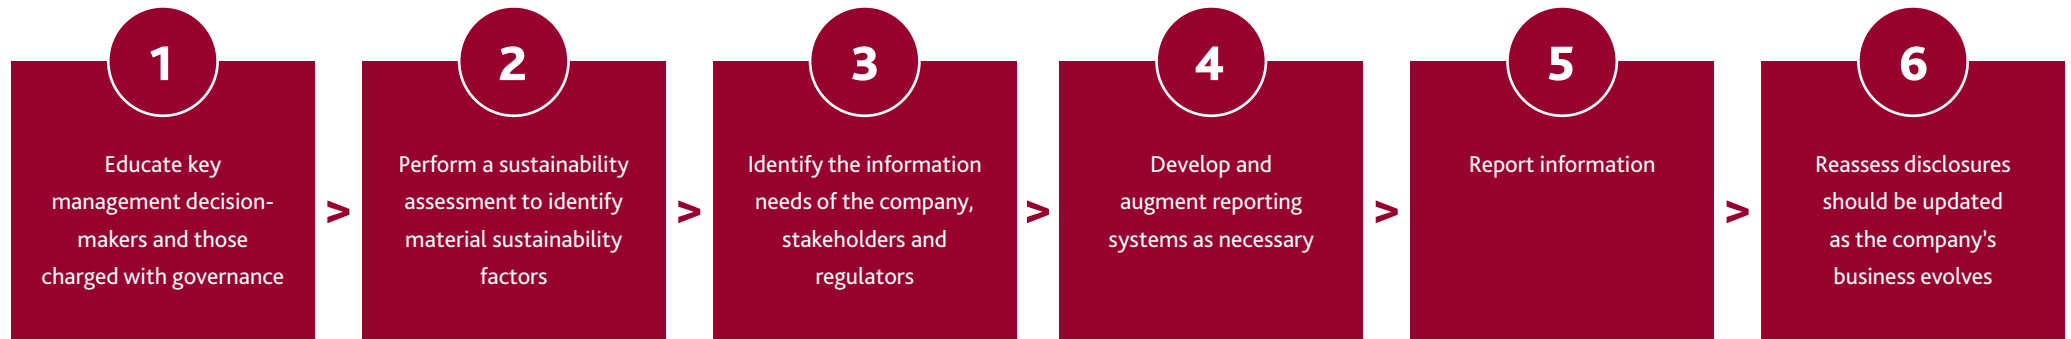 1
Educate key
management decision-
makers and those
charged with governance
>
2
Perform a sustainability
assessment to identify
material sustainability
factors
>
3
Identify the information
needs of the company,
stakeholders and
regulators
>
4
Develop and
augment reporting
systems as necessary
>
5
Report information
>
6
Reassess disclosures
should be updated
as the company's
business evolves